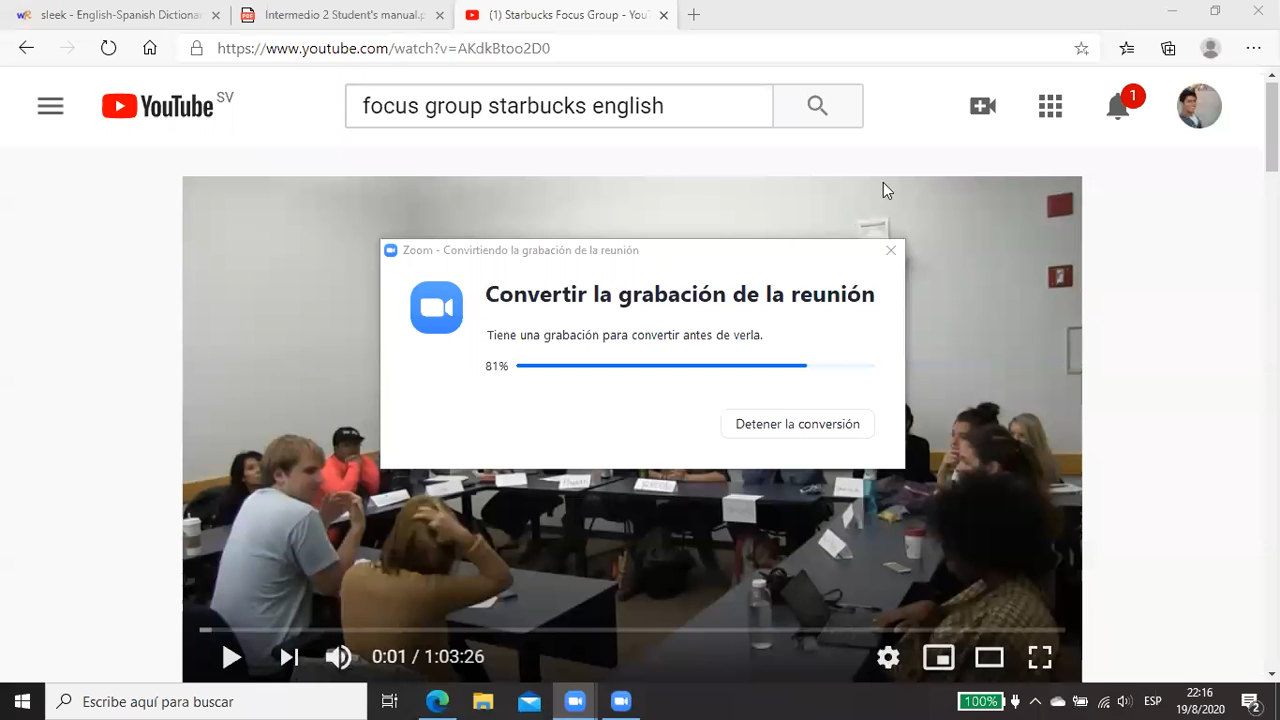 sleek - English-Spanish Dictiona
Intermedio 2 Student's manual.p
(1) Starbucks Focus Group - You
https://www.youtube.com/watch?v=AKdkBtoo2D0
YouTube SV
focus group starbucks english
1
Zoom - Convirtiendo la grabación de la reunión
Convertir la grabación de la reunión
Tiene una grabación para convertir antes de verla.
81%
Detener la conversión
0:01 / 1:03:26
Escribe aquí para buscar
100%
ESP
22:16
19/8/2020
2